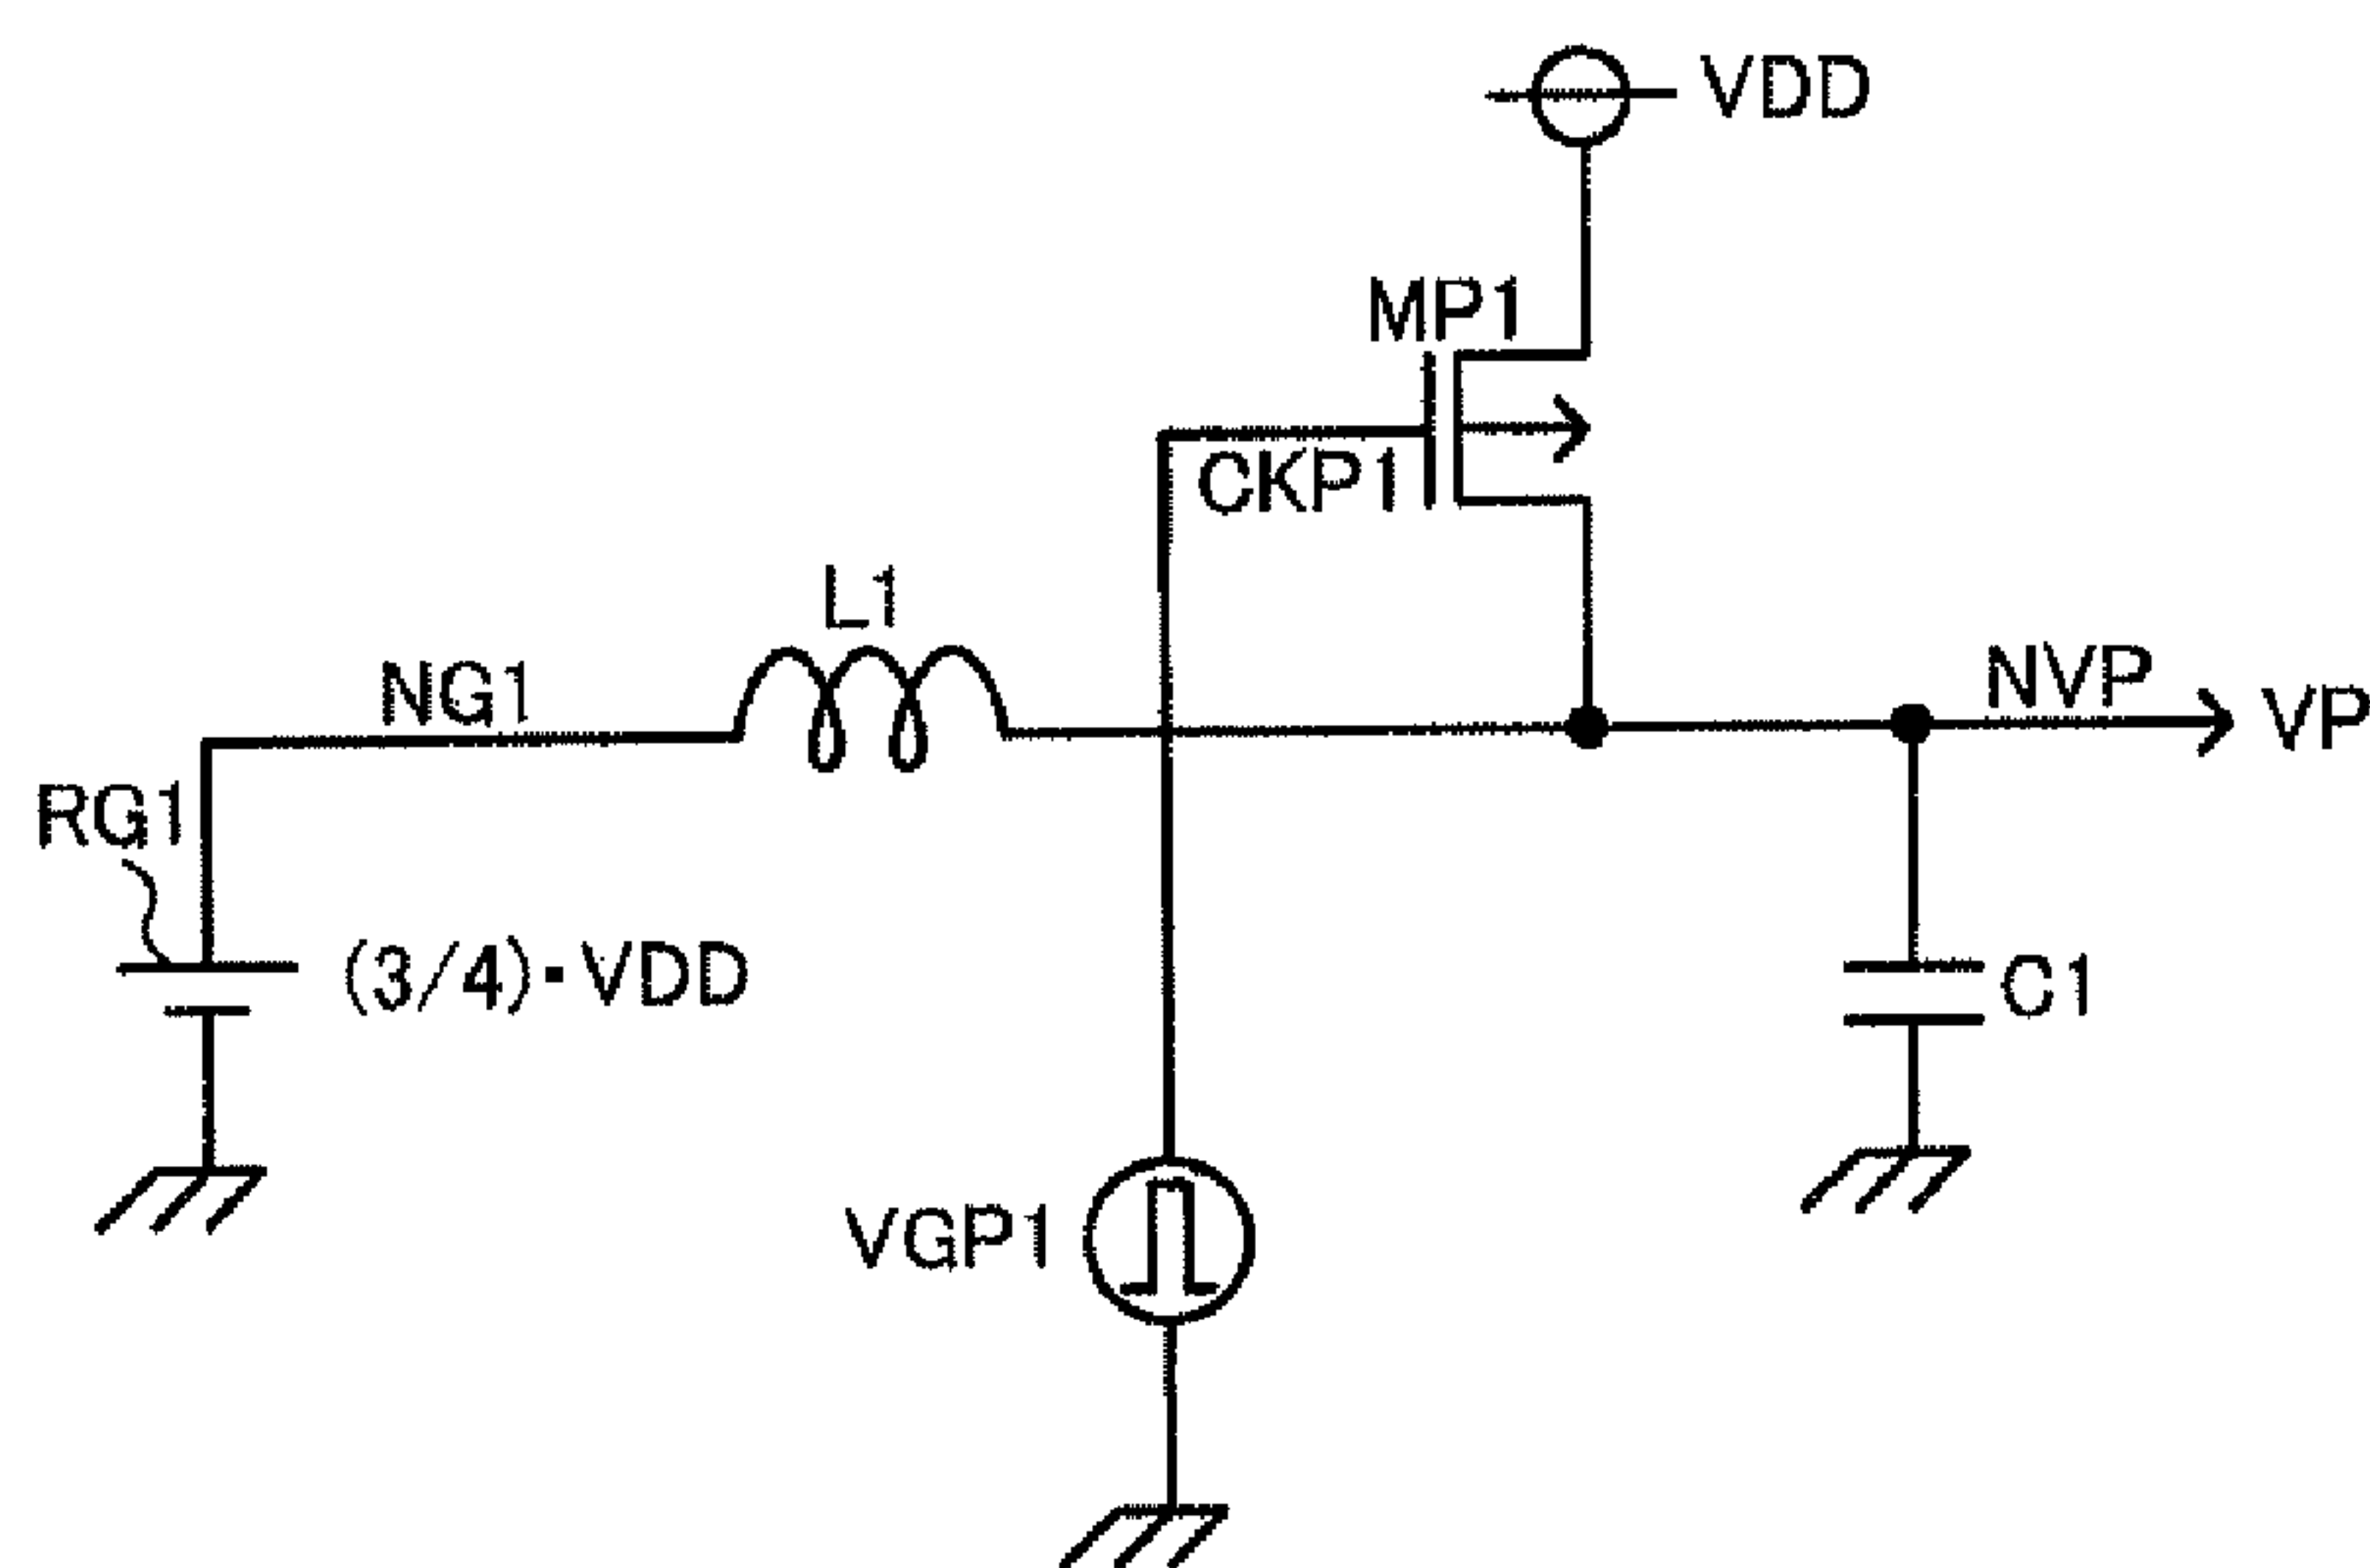 VDD
MP1
CKP1
L1
NG1
NVP
VP
RG1
(3/4)・VDD
C1
VGP1